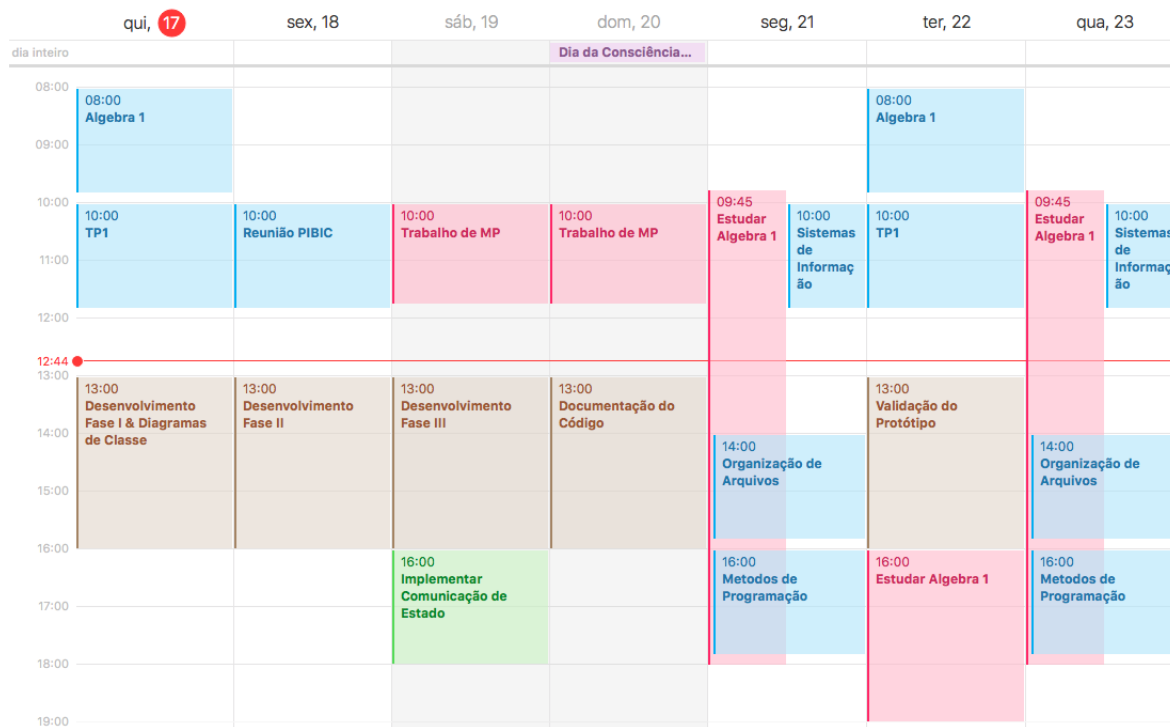 qui, 17
sex, 18
sáb, 19
dom, 20
seg, 21
ter, 22
qua, 23
dia inteiro
Dia da Consciência...
08:00
09:00
10:00
11:00
12:00
12:44
13:00
14:00
15:00
16:00
17:00
18:00
19:00
08:00
Algebra 1
10:00
TP1
13:00
Desenvolvimento
Fase I & Diagramas
de Classe
10:00
Reunião PIBIC
13:00
Desenvolvimento
Fase II
10:00
Trabalho de MP
13:00
Desenvolvimento
Fase III
16:00
Implementar
Comunicação de
Estado
10:00
Trabalho de MP
13:00
Documentação do
Código
09:45
Estudar
Algebra 1
10:00
Sistemas
de
Informaç
ão
14:00
Organização de
Arquivos
16:00
Metodos de
Programação
08:00
Algebra 1
10:00
TP1
13:00
Validação do
Protótipo
16:00
Estudar Algebra 1
09:45
Estudar
Algebra 1
10:00
Sistemas
de
Informaç
ão
14:00
Organização de
Arquivos
16:00
Metodos de
Programação